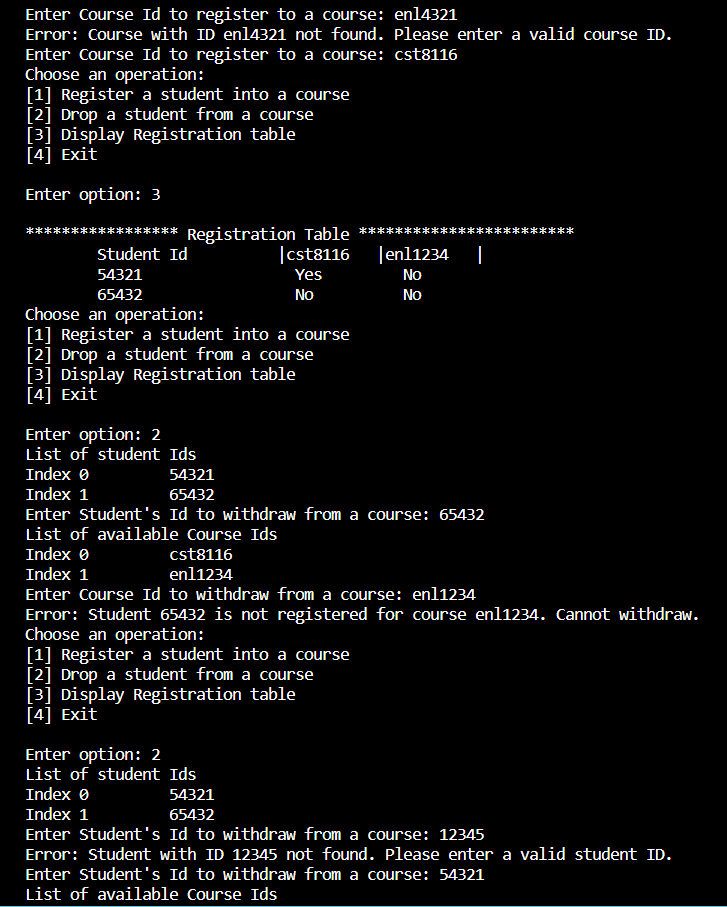 Enter Course Id to register to a course: enl4321
Error: Course with ID enl4321 not found. Please enter a valid course ID.
Enter Course Id to register to a course: cst8116
Choose an operation:
[1] Register a student into a course
[2] Drop a student from a course
[3] Display Registration table
[4] Exit
Enter option: 3
***************** Registration Table ************************
Student Id |cst8116 |enl1234 |
54321 Yes No
65432 No No
Choose an operation:
[1] Register a student into a course
[2] Drop a student from a course
[3] Display Registration table
[4] Exit
Enter option: 2
List of student Ids
Index 0 54321
Index 1 65432
Enter Student's Id to withdraw from a course: 65432
List of available Course Ids
Index 0 cst8116
Index 1 enl1234
Enter Course Id to withdraw from a course: enl1234
Error: Student 65432 is not registered for course enl1234. Cannot withdraw.
Choose an operation:
[1] Register a student into a course
[2] Drop a student from a course
[3] Display Registration table
[4] Exit
Enter option: 2
List of student Ids
Index 0 54321
Index 1 65432
Enter Student's Id to withdraw from a course: 12345
Error: Student with ID 12345 not found. Please enter a valid student ID.
Enter Student's Id to withdraw from a course: 54321
List of available Course Ids